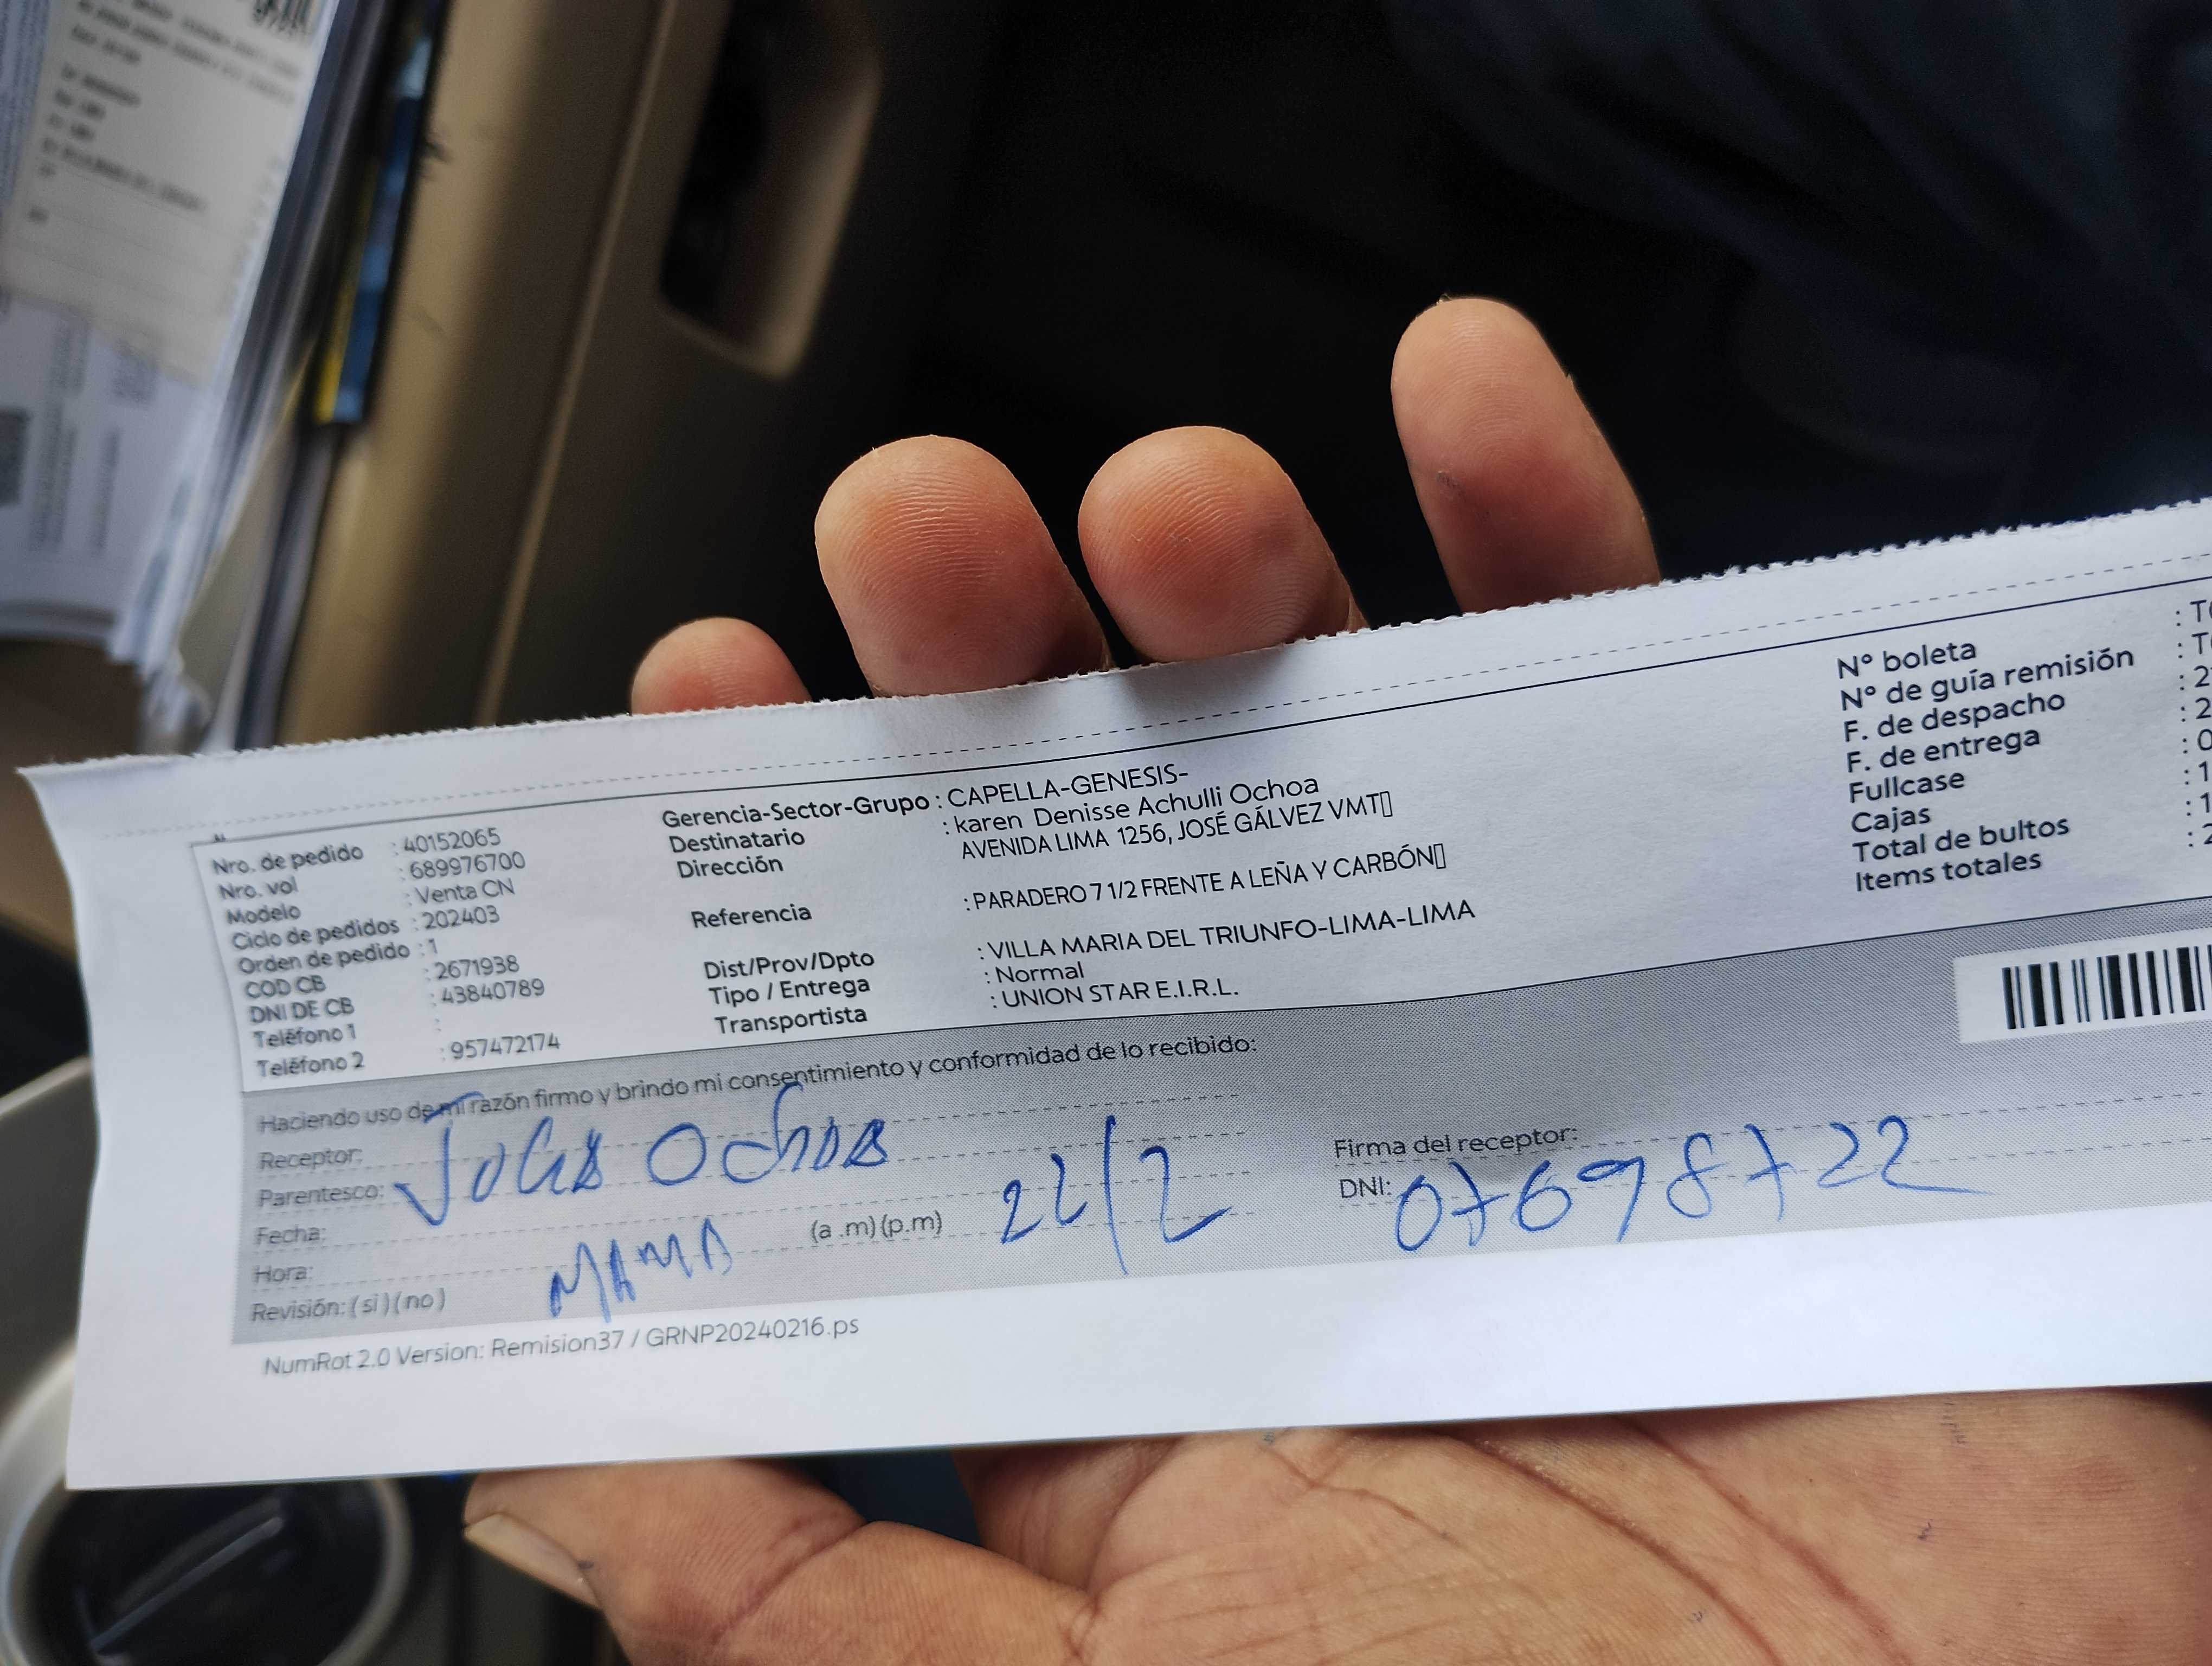 Nro. de pedido : 40152065
Nro. vol : 689976700
Modelo : Venta CN
Ciclo de pedidos : 202403
Orden de pedido : 1
COD CB : 2671938
DNI DE CB : 43840789
Teléfono 1 :
Teléfono 2 : 957472174
Gerencia-Sector-Grupo : CAPELLA-GENESIS-
Destinatario : karen Denisse Achulli Ochoa
Dirección AVENIDA LIMA 1256, JOSÉ GÁLVEZ VMT▯
Referencia : PARADERO 7 1/2 FRENTE A LEÑA Y CARBÓN▯
Dist/Prov/Dpto : VILLA MARIA DEL TRIUNFO-LIMA-LIMA
Tipo / Entrega : Normal
Transportista : UNION STAR E.I.R.L.
N° boleta : T
N° de guía remisión : T
F. de despacho : 2
F. de entrega : 2
Fullcase : 0
Cajas : 1
Total de bultos : 1
Items totales : 2
Haciendo uso de mi razón firmo y brindo mi consentimiento y conformidad de lo recibido:
Receptor:
Parentesco: Ochoa
Fecha: 22/2
Hora: (a .m) (p.m)
Revisión: ( si ) ( no ) MAMA
Firma del receptor:
DNI: 07698722
NumRot 2.0 Version: Remision37 / GRNP20240216.ps